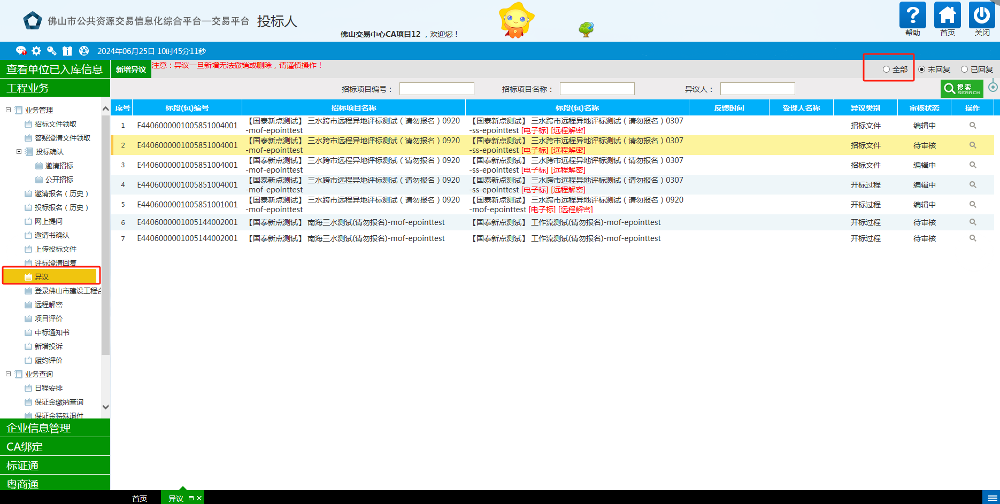 佛山市公共资源交易信息化综合平台—交易平台 投标人
佛山交易中心CA项目12 ，欢迎您！
帮助 首页 关闭
2024年06月25日 10时45分11秒
查看单位已入库信息
工程业务
业务管理
招标文件领取
答疑澄清文件领取
投标确认
邀请招标
公开招标
邀请报名（历史）
投标报名（历史）
网上提问
邀请书确认
上传投标文件
评标澄清回复
异议
登录佛山市建设工程合
远程解密
项目评价
中标通知书
新增投诉
履约评价
业务查询
日程安排
保证金缴纳查询
保证金特殊退付
企业信息管理
CA绑定
标证通
粤商通
新增异议 注意：异议一旦新增无法撤销或删除，请谨慎操作！ 全部 未回复 已回复
招标项目编号： 招标项目名称： 异议人： 搜索 SEARCH
序号 标段(包)编号 招标项目名称 标段(包)名称 反馈时间 受理人名称 异议类别 审核状态 操作
1 E4406000001005851004001 【国泰新点测试】三水跨市远程异地评标测试（请勿报名）0920 【国泰新点测试】三水跨市远程异地评标测试（请勿报名）0307 招标文件 编辑中
-mof-epointtest -ss-epointtest [电子标] [远程解密]
2 E4406000001005851004001 【国泰新点测试】三水跨市远程异地评标测试（请勿报名）0920 【国泰新点测试】三水跨市远程异地评标测试（请勿报名）0307 招标文件 待审核
-mof-epointtest -ss-epointtest [电子标] [远程解密]
3 E4406000001005851004001 【国泰新点测试】三水跨市远程异地评标测试（请勿报名）0920 【国泰新点测试】三水跨市远程异地评标测试（请勿报名）0307 招标文件 编辑中
-mof-epointtest -ss-epointtest [电子标] [远程解密]
4 E4406000001005851004001 【国泰新点测试】三水跨市远程异地评标测试（请勿报名）0920 【国泰新点测试】三水跨市远程异地评标测试（请勿报名）0307 开标过程 编辑中
-mof-epointtest -ss-epointtest [电子标] [远程解密]
5 E4406000001005851001001 【国泰新点测试】三水跨市远程异地评标测试（请勿报名）0920 【国泰新点测试】三水跨市远程异地评标测试（请勿报名）0920 开标过程 编辑中
-mof-epointtest -mof-epointtest [电子标] [远程解密]
6 E4406000001005144002001 【国泰新点测试】南海三水测试(请勿报名)-mof-epointtest 【国泰新点测试】工作流测试(请勿报名)-mof-epointtest 开标过程 待审核
7 E4406000001005144002001 【国泰新点测试】南海三水测试(请勿报名)-mof-epointtest 【国泰新点测试】工作流测试(请勿报名)-mof-epointtest 开标过程 待审核
首页 异议